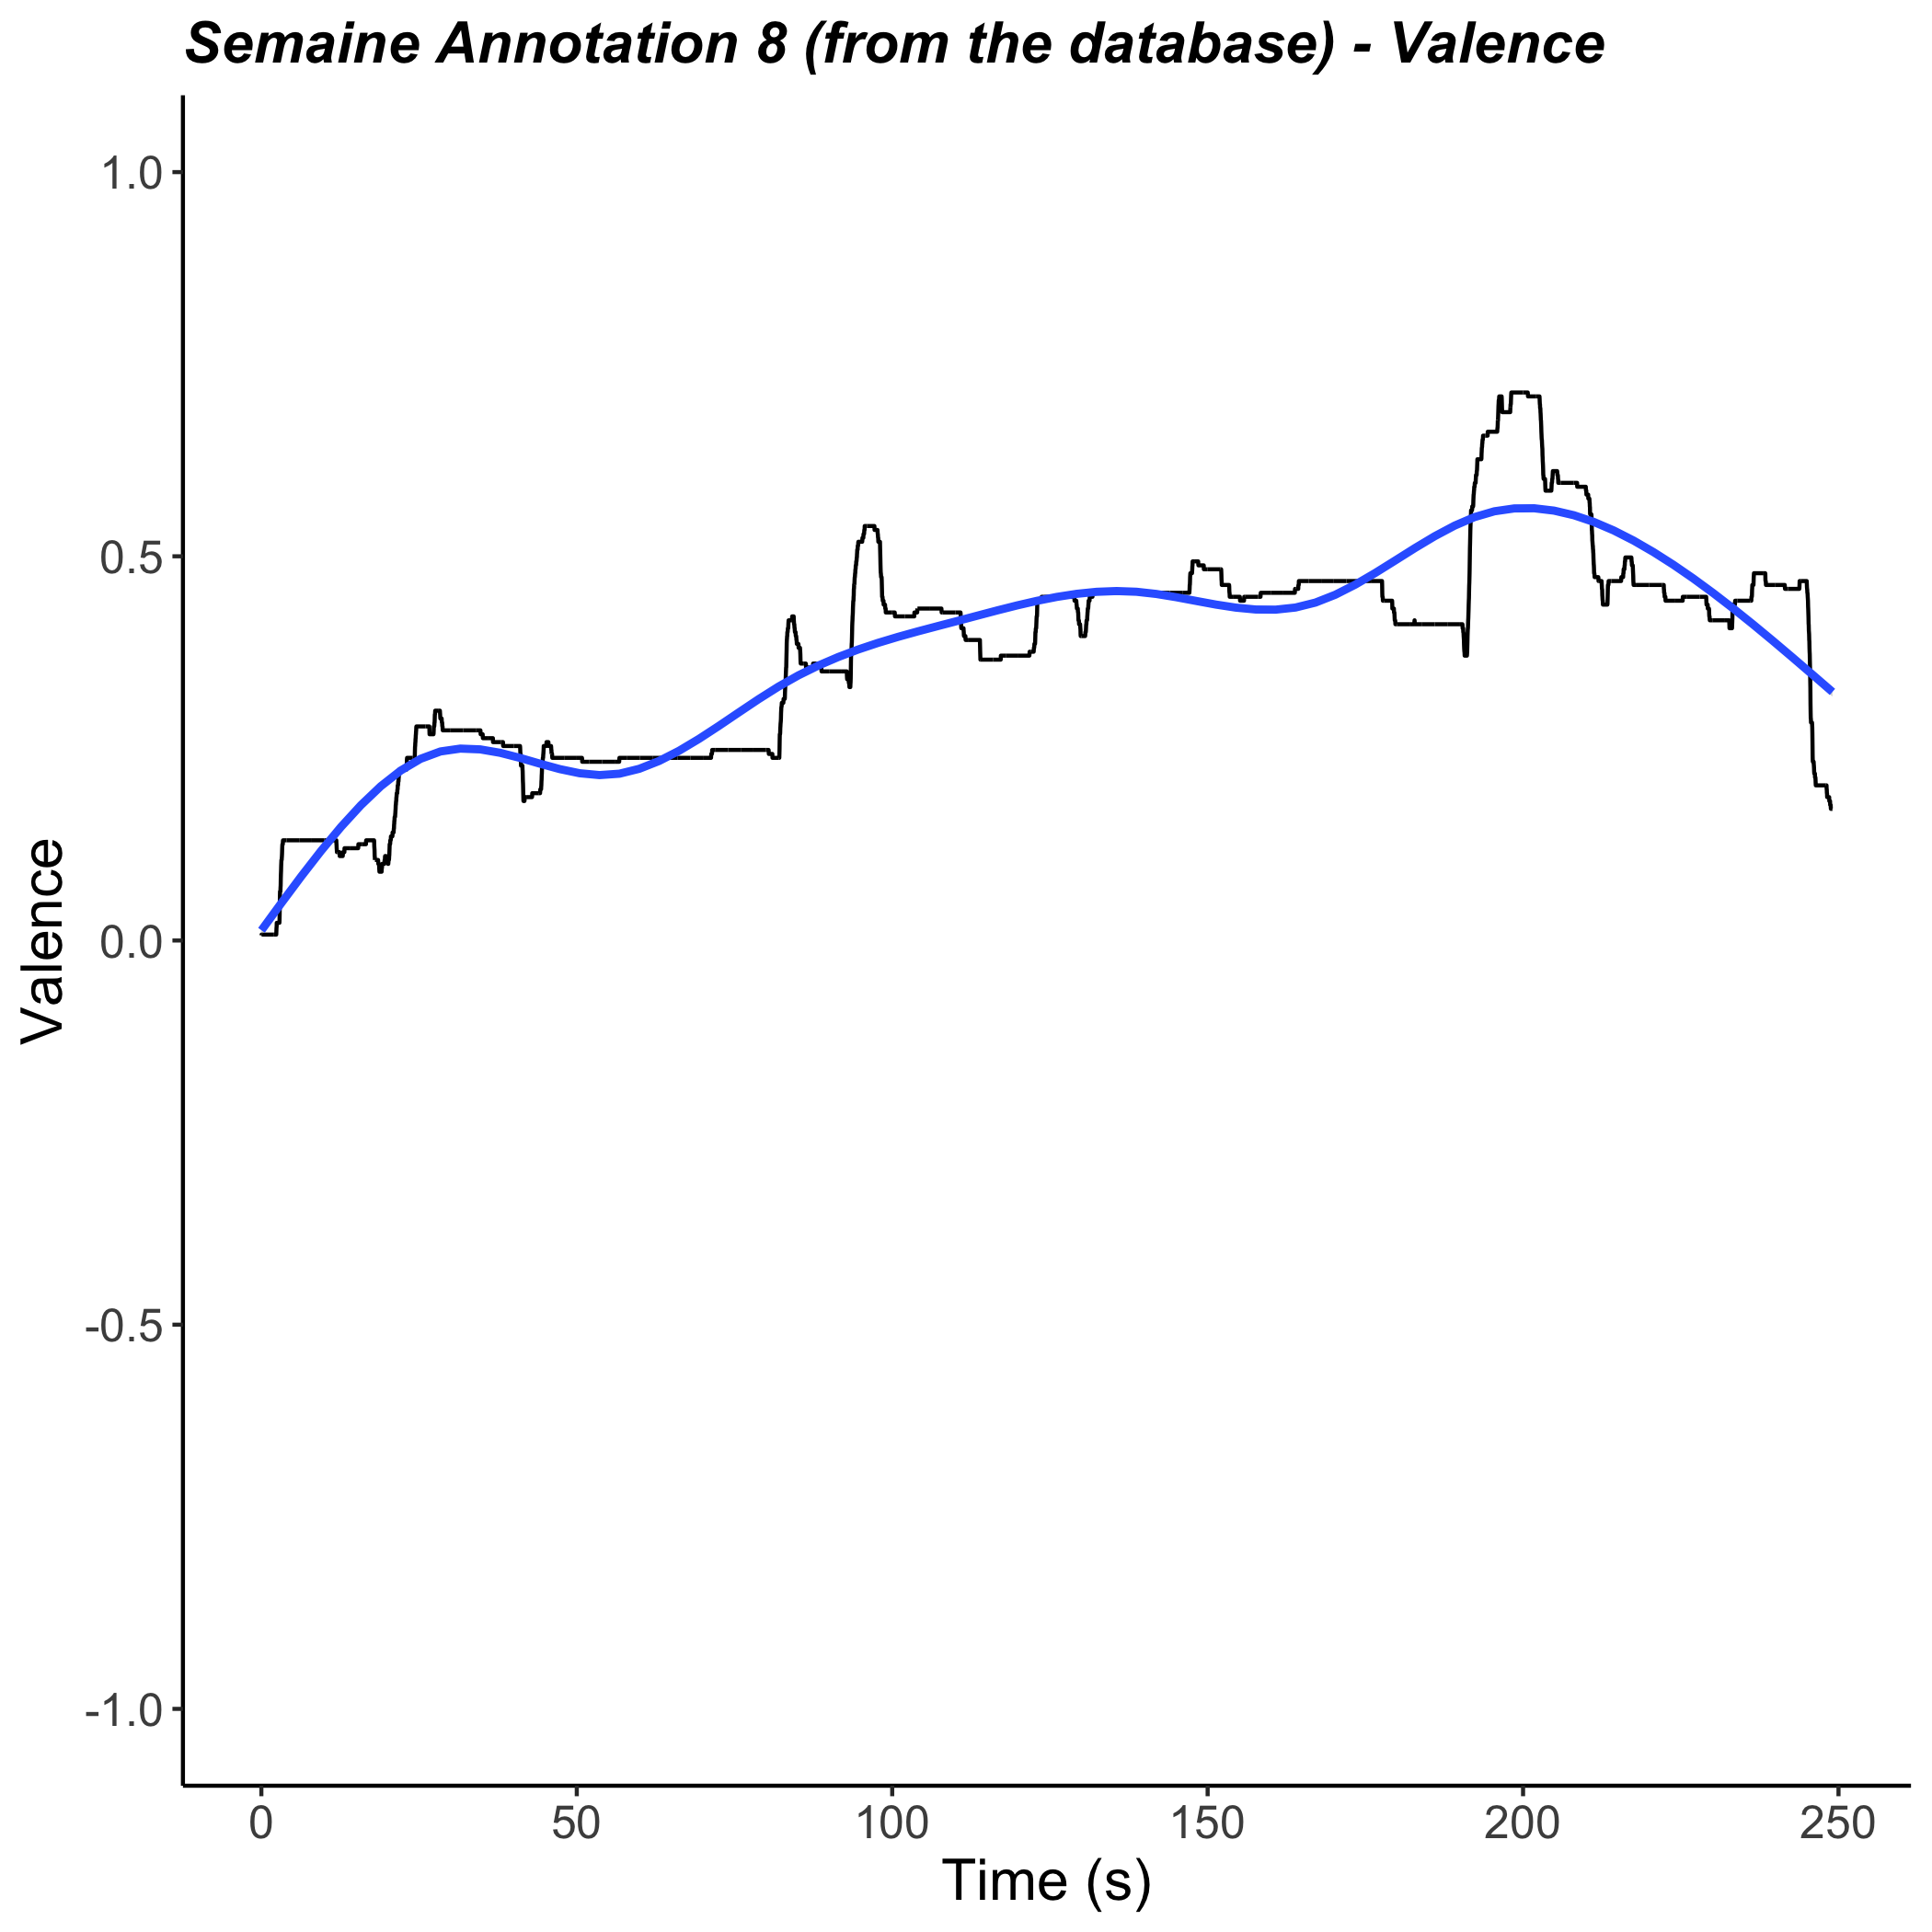 Semaine Annotation 8 (from the database) - Valence
1.0
0.5
0.0
-0.5
-1.0
Valence
0 50 100 150 200 250
Time (s)